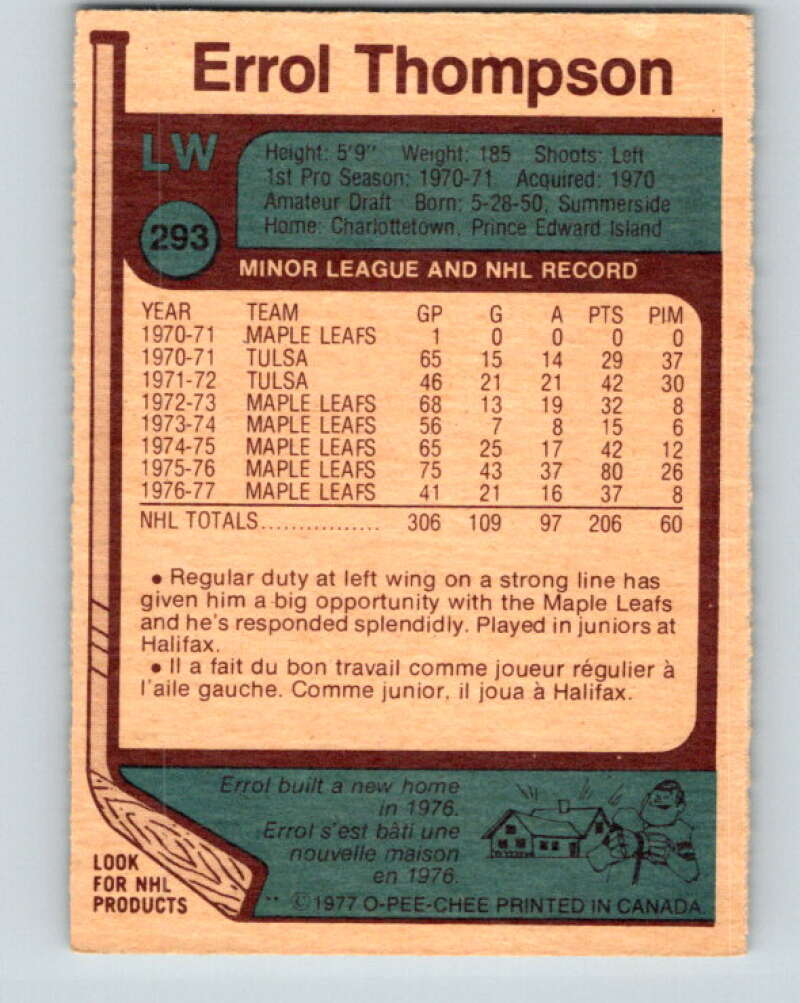 Errol Thompson
LW
Height: 5'9" Weight: 185 Shoots: Left
1st Pro Season: 1970-71 Acquired: 1970
Amateur Draft Born: 5-28-50, Summerside
Home: Charlottetown, Prince Edward Island
293
MINOR LEAGUE AND NHL RECORD
YEAR TEAM GP G A PTS PIM
1970-71 MAPLE LEAFS 1 0 0 0 0
1970-71 TULSA 65 15 14 29 37
1971-72 TULSA 46 21 21 42 30
1972-73 MAPLE LEAFS 68 13 19 32 8
1973-74 MAPLE LEAFS 56 7 8 15 6
1974-75 MAPLE LEAFS 65 25 17 42 12
1975-76 MAPLE LEAFS 75 43 37 80 26
1976-77 MAPLE LEAFS 41 21 16 37 8
NHL TOTALS................ 306 109 97 206 60
• Regular duty at left wing on a strong line has
given him a big opportunity with the Maple Leafs
and he's responded splendidly. Played in juniors at
Halifax.
• Il a fait du bon travail comme joueur régulier à
l'aile gauche. Comme junior, il joua à Halifax.
Errol built a new home
in 1976.
Errol s'est bâti une
nouvelle maison
en 1976.
LOOK
FOR NHL
PRODUCTS
** ©1977 O-PEE-CHEE PRINTED IN CANADA.